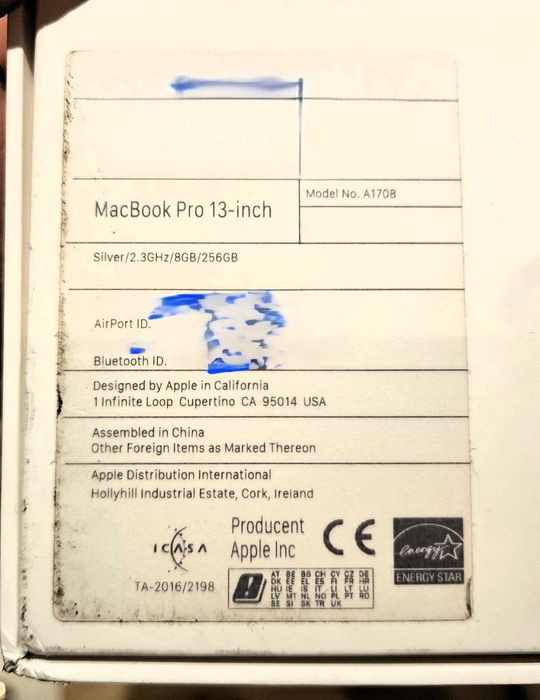 Model No. A1708
MacBook Pro 13-inch
Silver/2.3GHz/8GB/256GB
AirPort ID.
Bluetooth ID.
Designed by Apple in California
1 Infinite Loop Cupertino CA 95014 USA
Assembled in China
Other Foreign Items as Marked Thereon
Apple Distribution International
Hollyhill Industrial Estate, Cork, Ireland
ICASA
TA-2016/2198
Producent
Apple Inc
CE
energy
ENERGY STAR
AT BE BG CH CY CZ DE
DK EE EL ES FI FR HR
HU IE IS IT LI LT LU
LV MT NL NO PL PT RO
SE SI SK TR UK